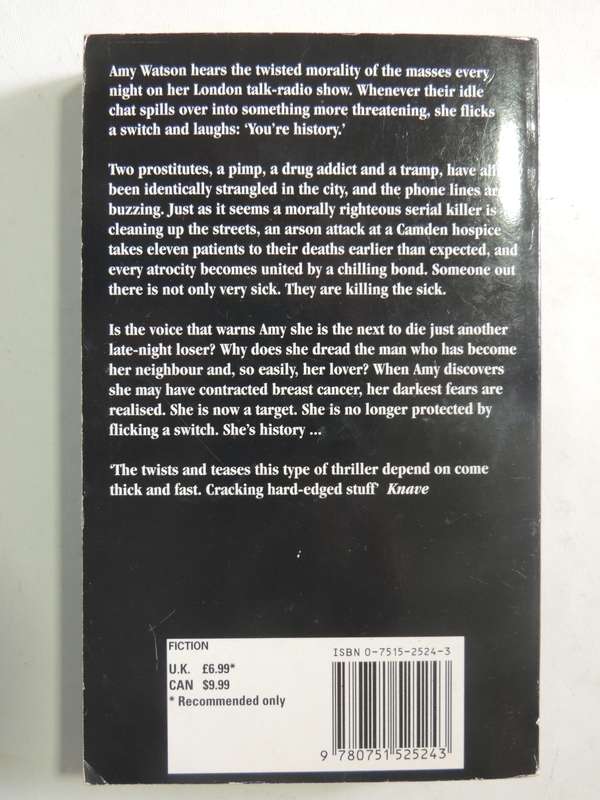 Amy Watson hears the twisted morality of the masses every
night on her London talk-radio show. Whenever their idle
chat spills over into something more threatening, she flicks
a switch and laughs: 'You're history.'
Two prostitutes, a pimp, a drug addict and a tramp, have all
been identically strangled in the city, and the phone lines are
buzzing. Just as it seems a morally righteous serial killer is
cleaning up the streets, an arson attack at a Camden hospice
takes eleven patients to their deaths earlier than expected, and
every atrocity becomes united by a chilling bond. Someone out
there is not only very sick. They are killing the sick.
Is the voice that warns Amy she is the next to die just another
late-night loser? Why does she dread the man who has become
her neighbour and, so easily, her lover? When Amy discovers
she may have contracted breast cancer, her darkest fears are
realised. She is now a target. She is no longer protected by
flicking a switch. She's history ...
'The twists and teases this type of thriller depend on come
thick and fast. Cracking hard-edged stuff' Knave
FICTION
U.K. £6.99*
CAN $9.99
* Recommended only
ISBN 0-7515-2524-3
9 780751 525243